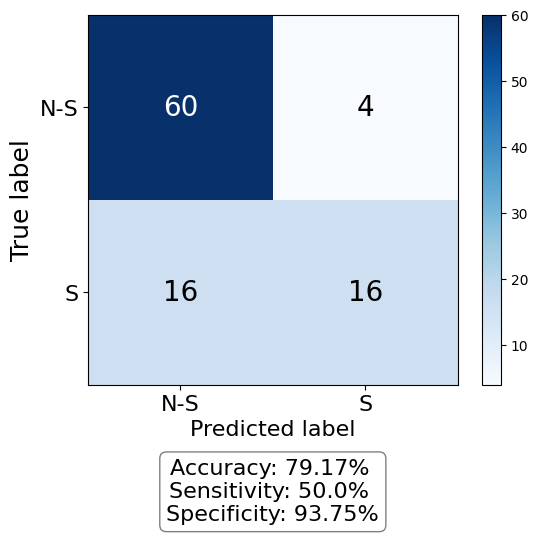 60
N-S
60
4
50
True label
40
30
S
16
16
20
10
N-S
S
Predicted label
Accuracy: 79.17%
Sensitivity: 50.0%
Specificity: 93.75%